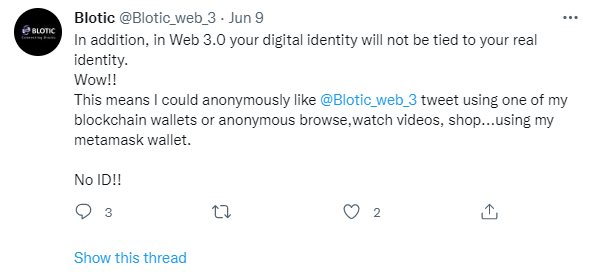 Blotic @Blotic_web_3 · Jun 9
In addition, in Web 3.0 your digital identity will not be tied to your real
identity.
Wow!!
This means I could anonymously like @Blotic_web_3 tweet using one of my
blockchain wallets or anonymous browse,watch videos, shop...using my
metamask wallet.
No ID!!
3 2
Show this thread
BLOTIC